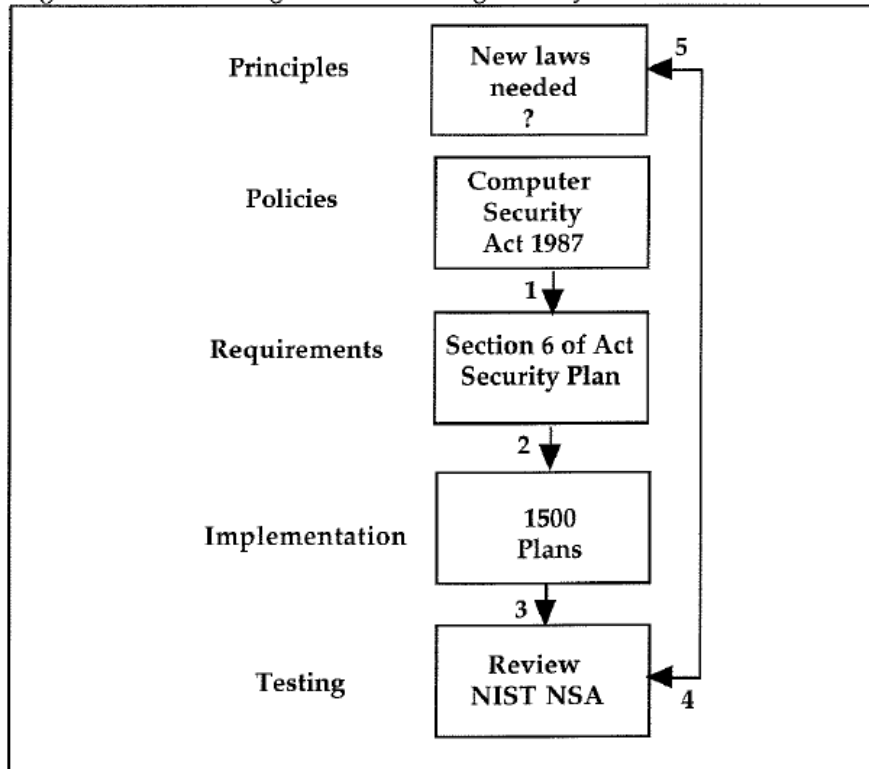 5
Principles
New laws
needed
?
Policies
Computer
Security
Act 1987
1
Requirements
Section 6 of Act
Security Plan
2
Implementation
1500
Plans
3
Testing
Review
NIST NSA
4